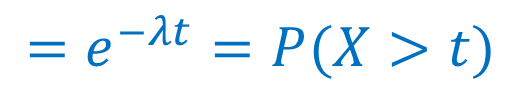 = e^{-λt} = P(X > t)